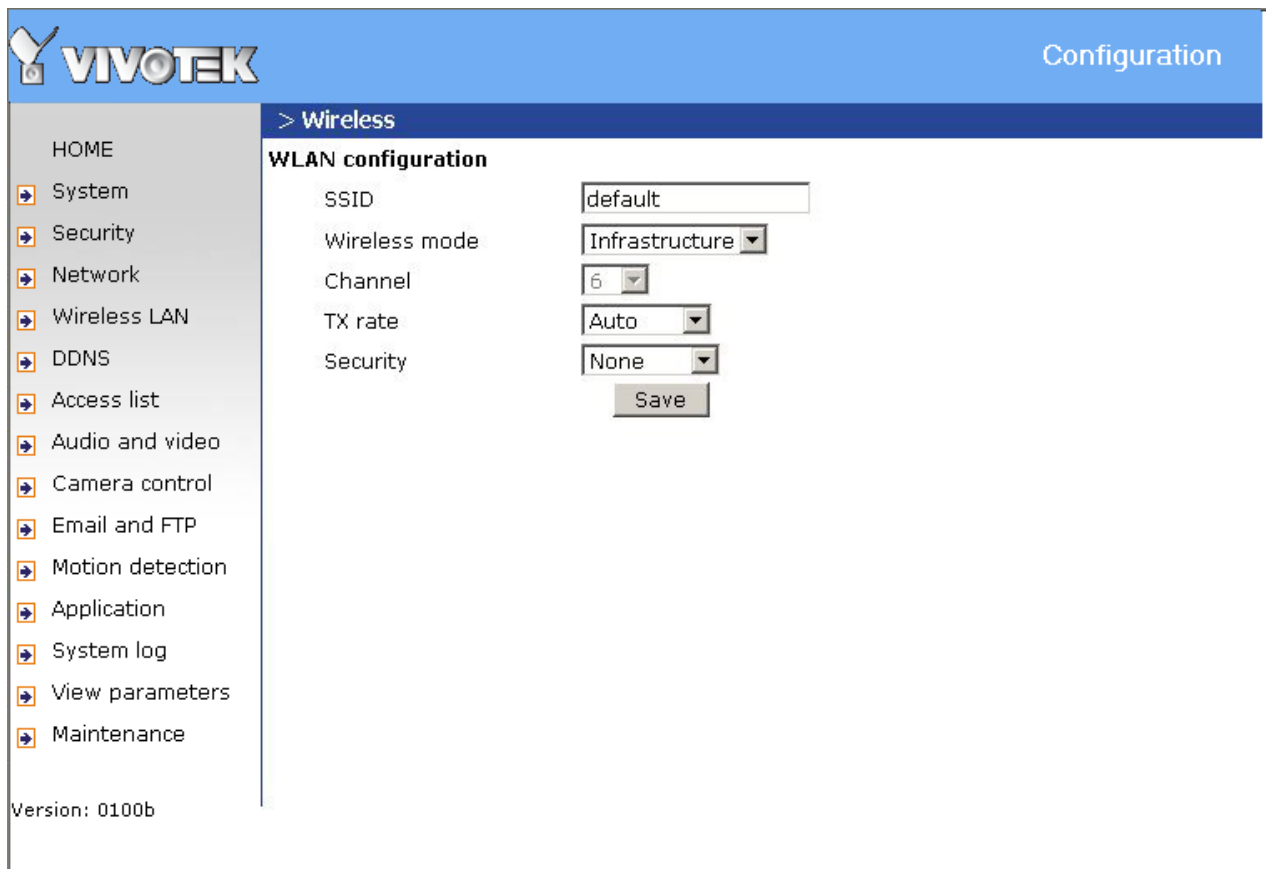 VIVOTEK
Configuration
> Wireless
HOME
System
Security
Network
Wireless LAN
DDNS
Access list
Audio and video
Camera control
Email and FTP
Motion detection
Application
System log
View parameters
Maintenance
Version: 0100b
WLAN configuration
SSID default
Wireless mode Infrastructure
Channel 6
TX rate Auto
Security None
Save